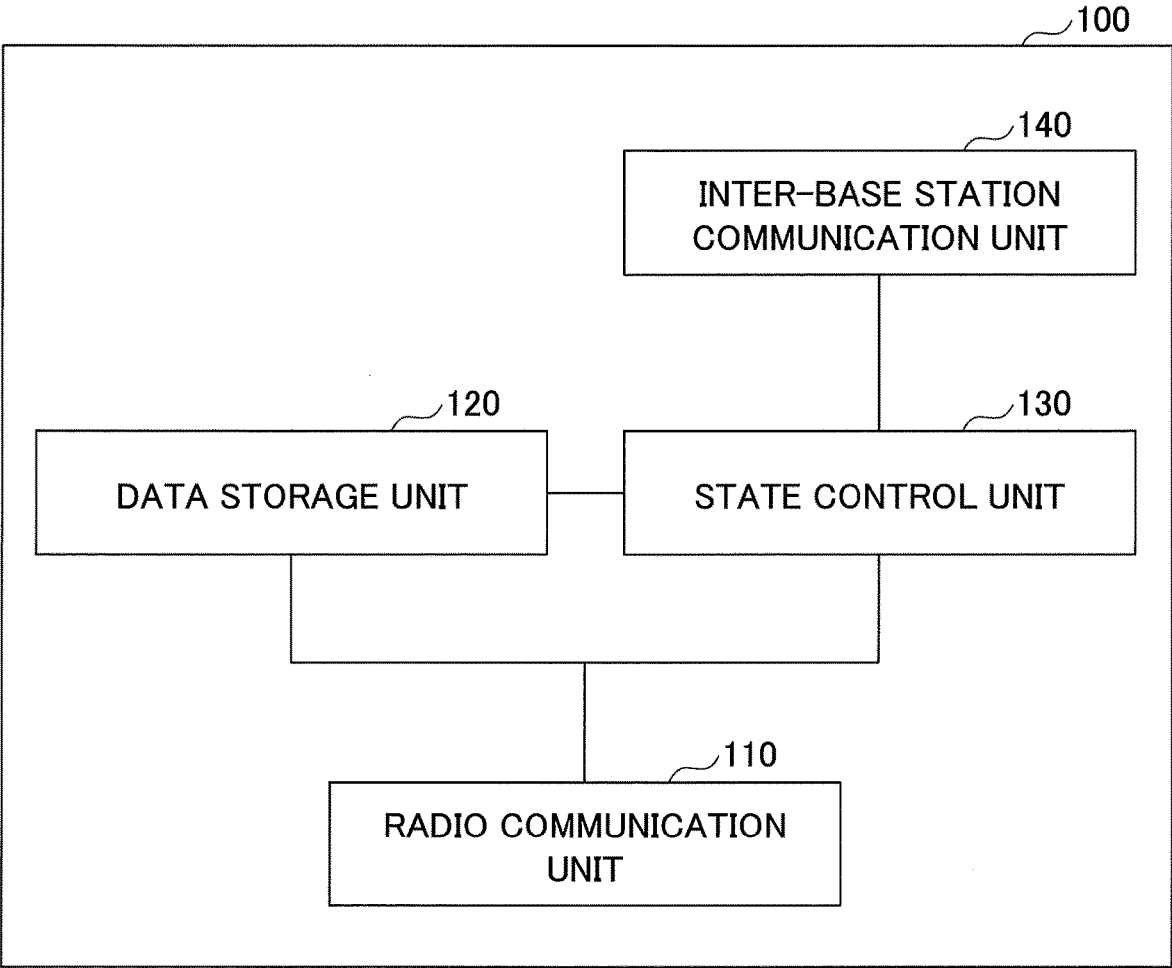 100
140
INTER-BASE STATION
COMMUNICATION UNIT
120
130
DATA STORAGE UNIT
STATE CONTROL UNIT
110
RADIO COMMUNICATION
UNIT